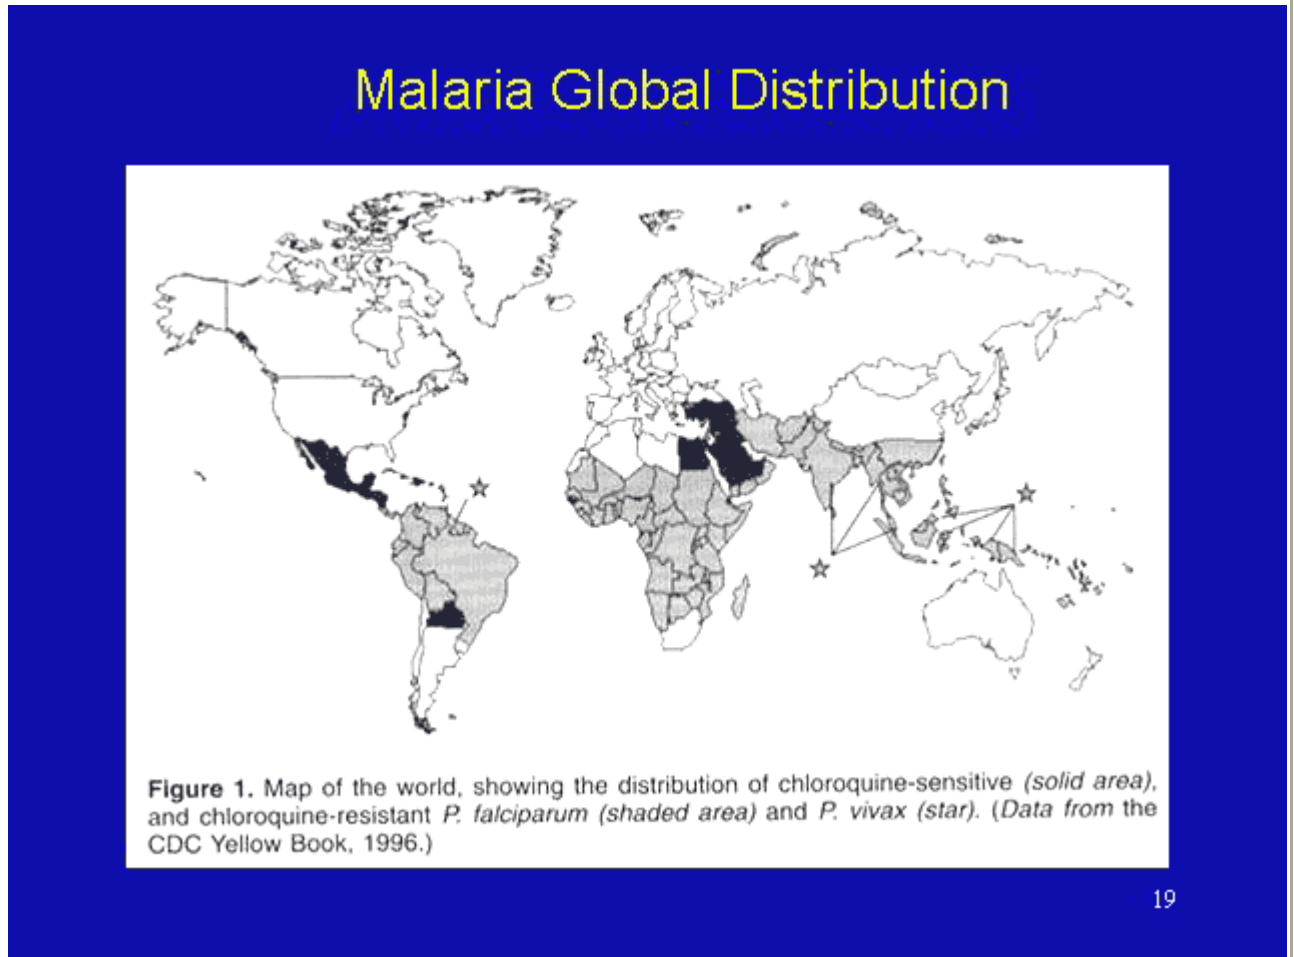 Malaria Global Distribution
Figure 1. Map of the world, showing the distribution of chloroquine-sensitive (solid area),
and chloroquine-resistant P. falciparum (shaded area) and P. vivax (star). (Data from the
CDC Yellow Book, 1996.)
19